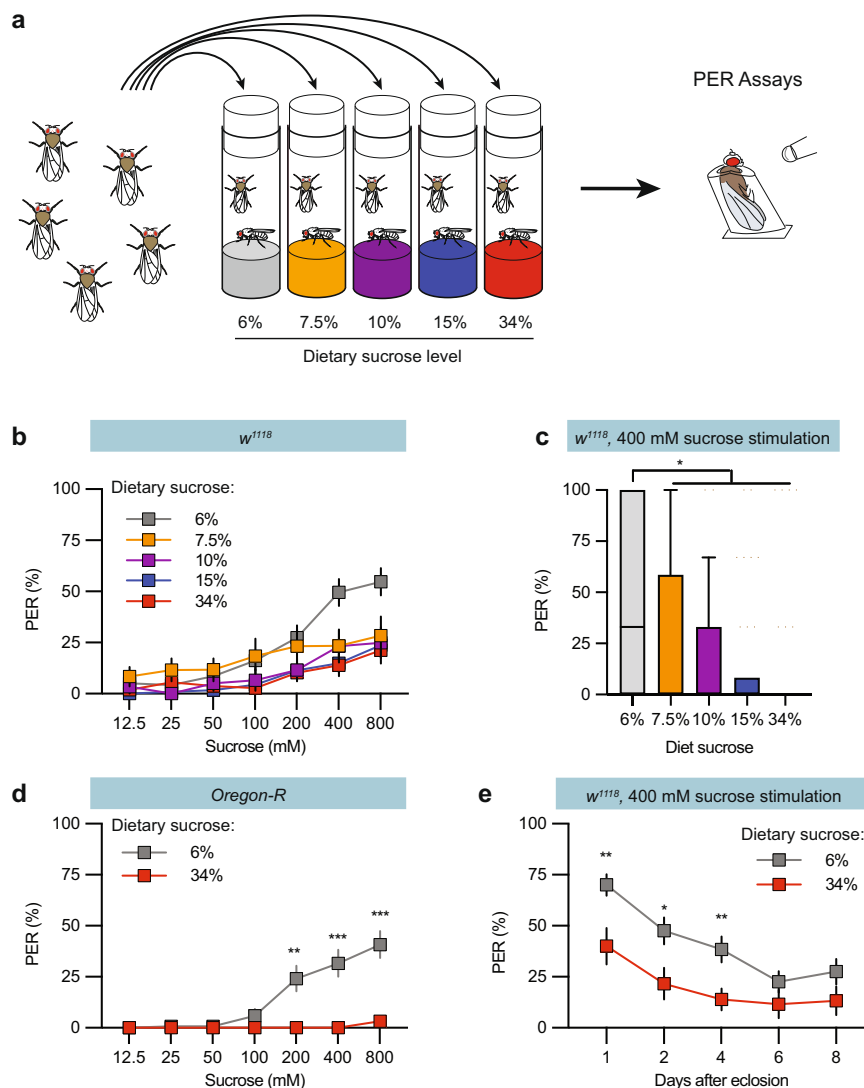 a
PER Assays
6% 7.5% 10% 15% 34%
Dietary sucrose level
b
w1118
Dietary sucrose:
6%
7.5%
10%
15%
34%
100
75
50
25
0
PER (%)
12.5 25 50 100 200 400 800
Sucrose (mM)
c
w1118, 400 mM sucrose stimulation
*
100
75
50
25
0
PER (%)
6% 7.5% 10% 15% 34%
Diet sucrose
d
Oregon-R
Dietary sucrose:
6%
34%
100
75
50
25
0
PER (%)
** *** ***
12.5 25 50 100 200 400 800
Sucrose (mM)
e
w1118, 400 mM sucrose stimulation
Dietary sucrose:
6%
34%
100
75
50
25
0
PER (%)
** * **
1 2 4 6 8
Days after eclosion